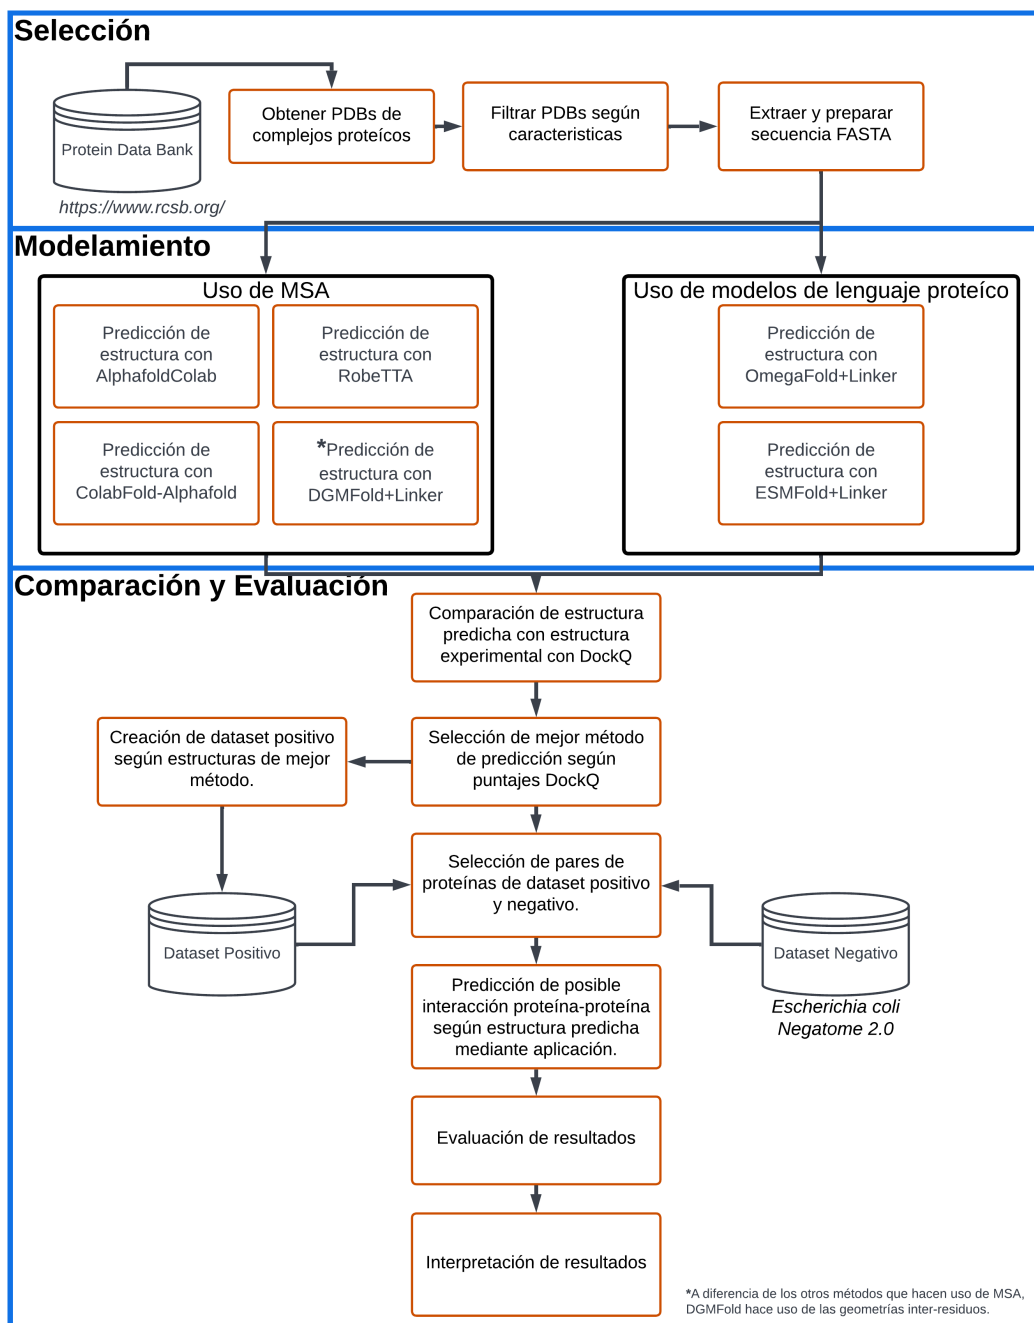 Selección
Protein Data Bank
https://www.rcsb.org/
Obtener PDBs de
complejos proteícos
Filtrar PDBs según
caracteristicas
Extraer y preparar
secuencia FASTA
Modelamiento
Uso de MSA
Predicción de
estructura con
AlphafoldColab
Predicción de
estructura con
RobeTTA
Predicción de
estructura con
ColabFold-Alphafold
*Predicción de
estructura con
DGMFold+Linker
Uso de modelos de lenguaje proteíco
Predicción de
estructura con
OmegaFold+Linker
Predicción de
estructura con
ESMFold+Linker
Comparación y Evaluación
Comparación de estructura
predicha con estructura
experimental con DockQ
Selección de mejor método
de predicción según
puntajes DockQ
Creación de dataset positivo
según estructuras de mejor
método.
Dataset Positivo
Selección de pares de
proteínas de dataset positivo
y negativo.
Dataset Negativo
Escherichia coli
Negatome 2.0
Predicción de posible
interacción proteína-proteína
según estructura predicha
mediante aplicación.
Evaluación de resultados
Interpretación de resultados
*A diferencia de los otros métodos que hacen uso de MSA,
DGMFold hace uso de las geometrías inter-residuos.